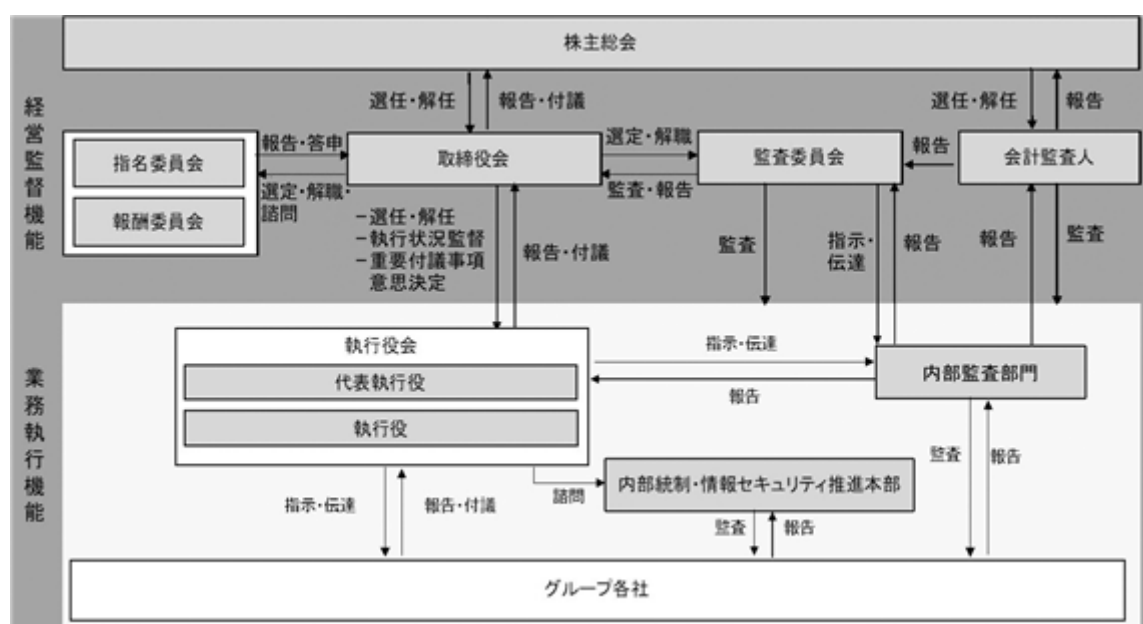 株主総会
経営監督機能
選任・解任
報告・付議
選任・解任
報告
指名委員会
報酬委員会
報告・答申
選定・解職・
諮問
取締役会
選定・解職
監査・報告
監査委員会
報告
会計監査人
－選任・解任
－執行状況監督
－重要付議事項
意思決定
報告・付議
監査
指示・
伝達
報告
報告
監査
業務執行機能
執行役会
代表執行役
執行役
指示・伝達
報告
内部監査部門
指示・伝達
報告・付議
諮問
内部統制・情報セキュリティ推進本部
監査
報告
監査
報告
グループ各社